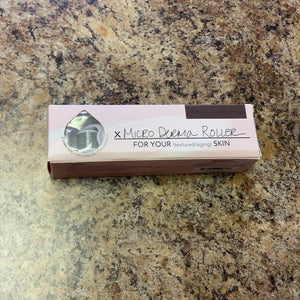 x MICRO DERMA ROLLER
FOR YOUR (textured/aging) SKIN